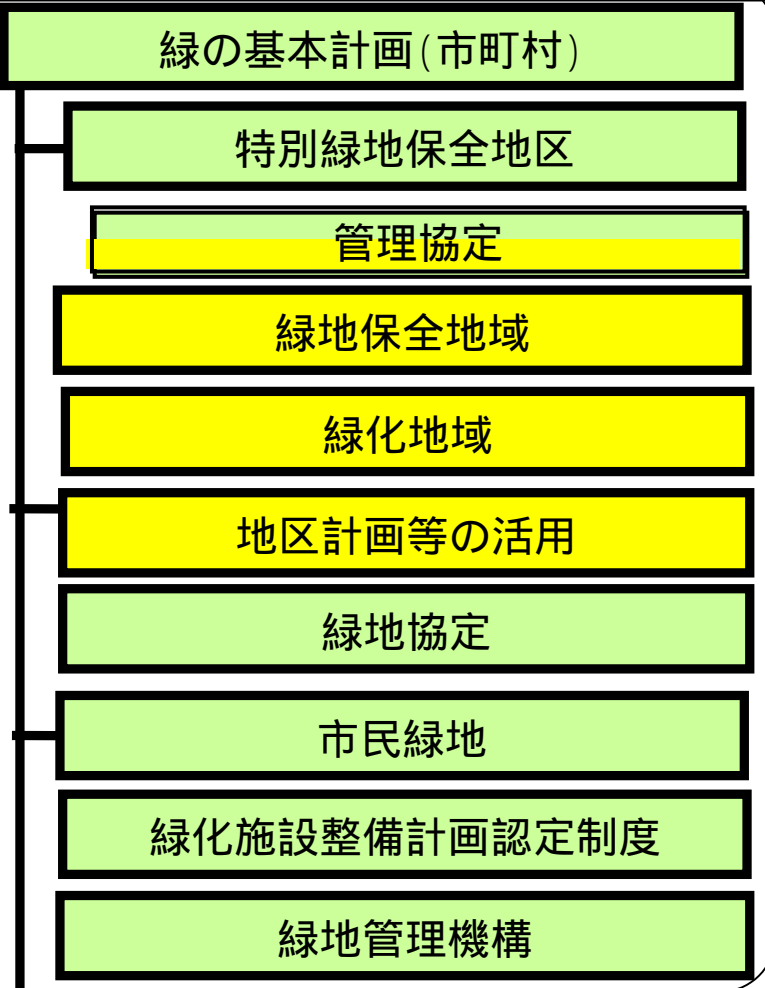 緑の基本計画(市町村)
特別緑地保全地区
管理協定
緑地保全地域
緑化地域
地区計画等の活用
緑地協定
市民緑地
緑化施設整備計画認定制度
緑地管理機構